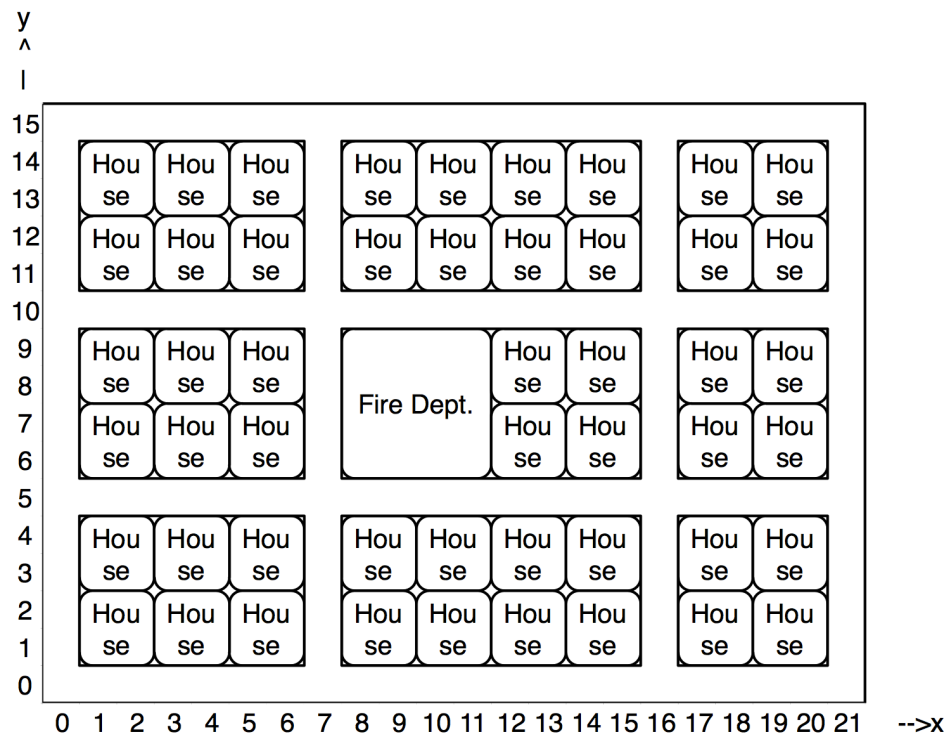 y
^
|
15
14 Hou Hou Hou Hou Hou Hou Hou Hou Hou
13 se se se se se se se se se
12 Hou Hou Hou Hou Hou Hou Hou Hou Hou
11 se se se se se se se se se
10
9 Hou Hou Hou Hou Hou Hou Hou
8 se se se se se se se
Fire Dept.
7 Hou Hou Hou Hou Hou Hou Hou
6 se se se se se se se
5
4 Hou Hou Hou Hou Hou Hou Hou Hou Hou
3 se se se se se se se se se
2 Hou Hou Hou Hou Hou Hou Hou Hou Hou
1 se se se se se se se se se
0
0 1 2 3 4 5 6 7 8 9 10 11 12 13 14 15 16 17 18 19 20 21 -->x